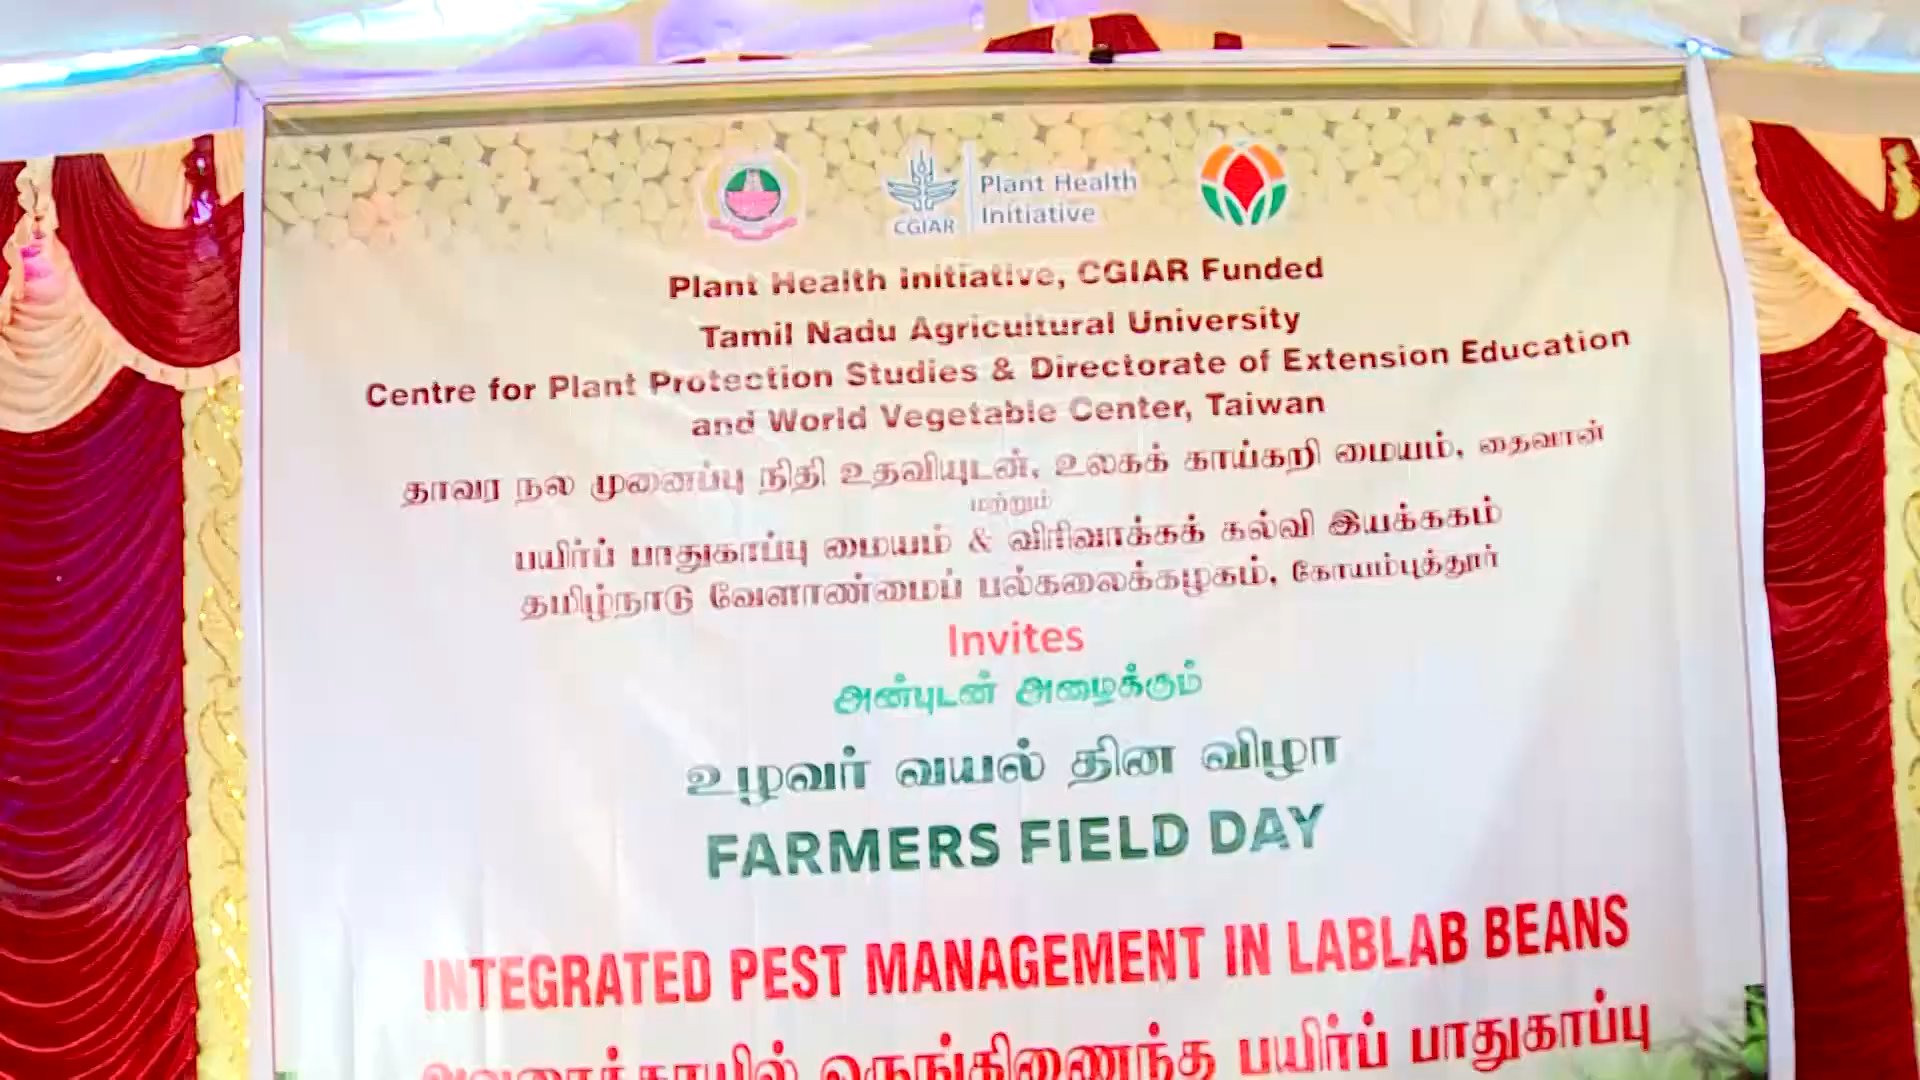 CGIAR
Plant Health
Initiative
Plant Health Initiative, CGIAR Funded
Tamil Nadu Agricultural University
Centre for Plant Protection Studies & Directorate of Extension Education
and World Vegetable Center, Taiwan
தாவர நல முனைப்பு நிதி உதவியுடன், உலகக் காய்கறி மையம், தைவான்
மற்றும்
பயிர்ப் பாதுகாப்பு மையம் & விரிவாக்கக் கல்வி இயக்ககம்
தமிழ்நாடு வேளாண்மைப் பல்கலைக்கழகம், கோயம்புத்தூர்
Invites
அன்புடன் அழைக்கும்
உழவர் வயல் தின விழா
FARMERS FIELD DAY
INTEGRATED PEST MANAGEMENT IN LABLAB BEANS
அவரைக்காயில் ஒருங்கிணைந்த பயிர்ப் பாதுகாப்பு